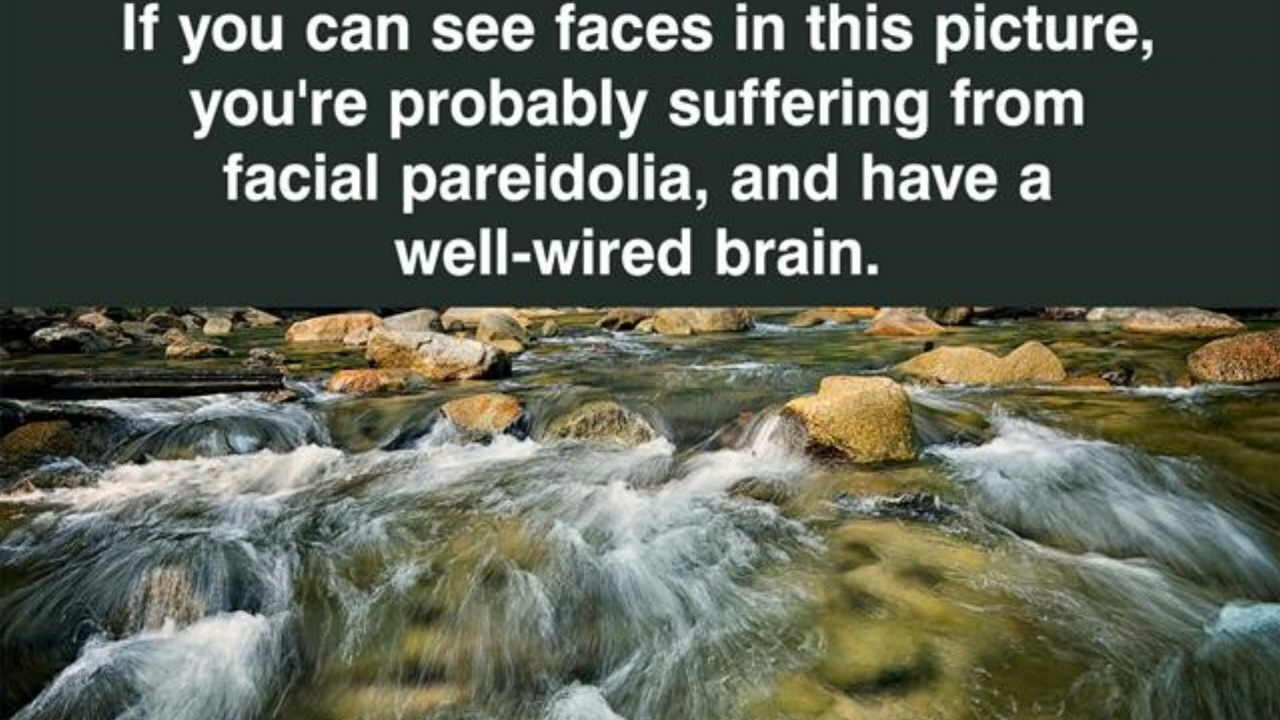 If you can see faces in this picture,
you're probably suffering from
facial pareidolia, and have a
well-wired brain.